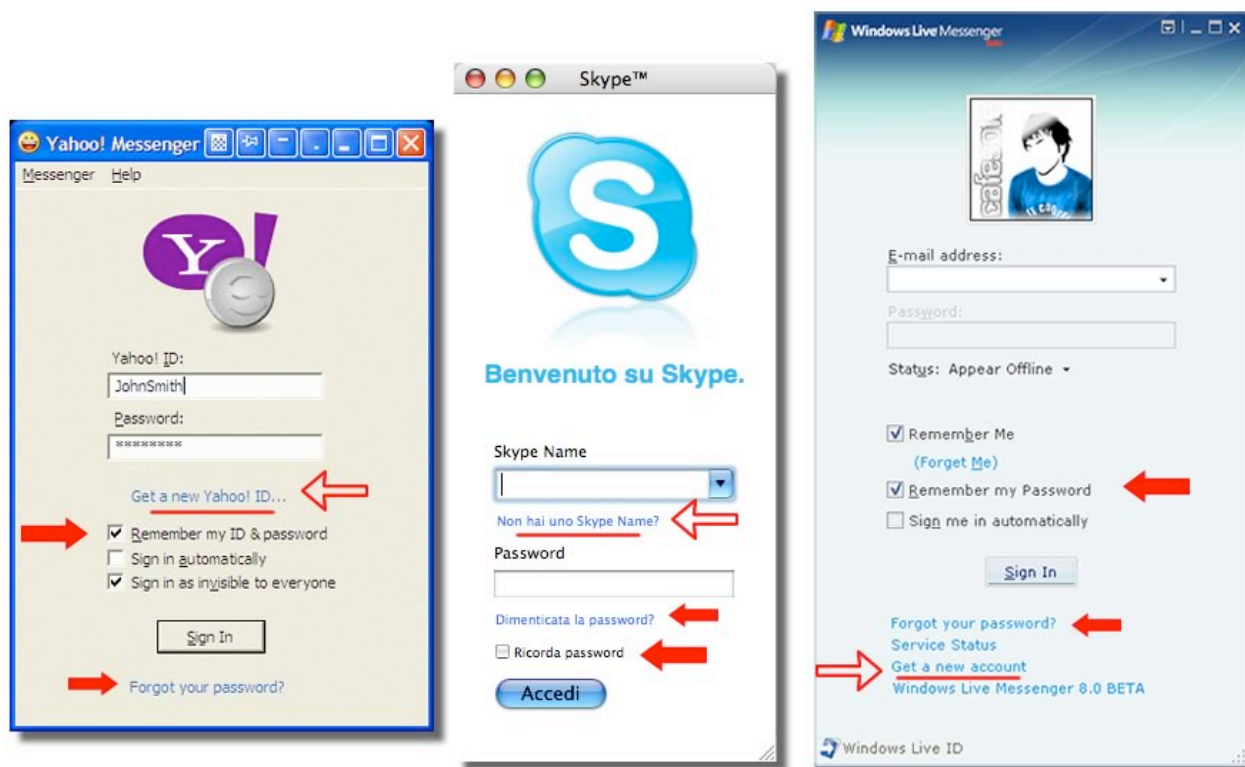 Yahoo! Messenger
Messenger Help
Y!
Yahoo! ID:
JohnSmith
Password:
********
Get a new Yahoo! ID...
Remember my ID & password
Sign in automatically
Sign in as invisible to everyone
Sign In
Forgot your password?
Skype™
S
Benvenuto su Skype.
Skype Name
Non hai uno Skype Name?
Password
Dimenticata la password?
Ricorda password
Accedi
Windows Live Messenger
E-mail address:
Password:
Status: Appear Offline
Remember Me
(Forget Me)
Remember my Password
Sign me in automatically
Sign In
Forgot your password?
Service Status
Get a new account
Windows Live Messenger 8.0 BETA
Windows Live ID